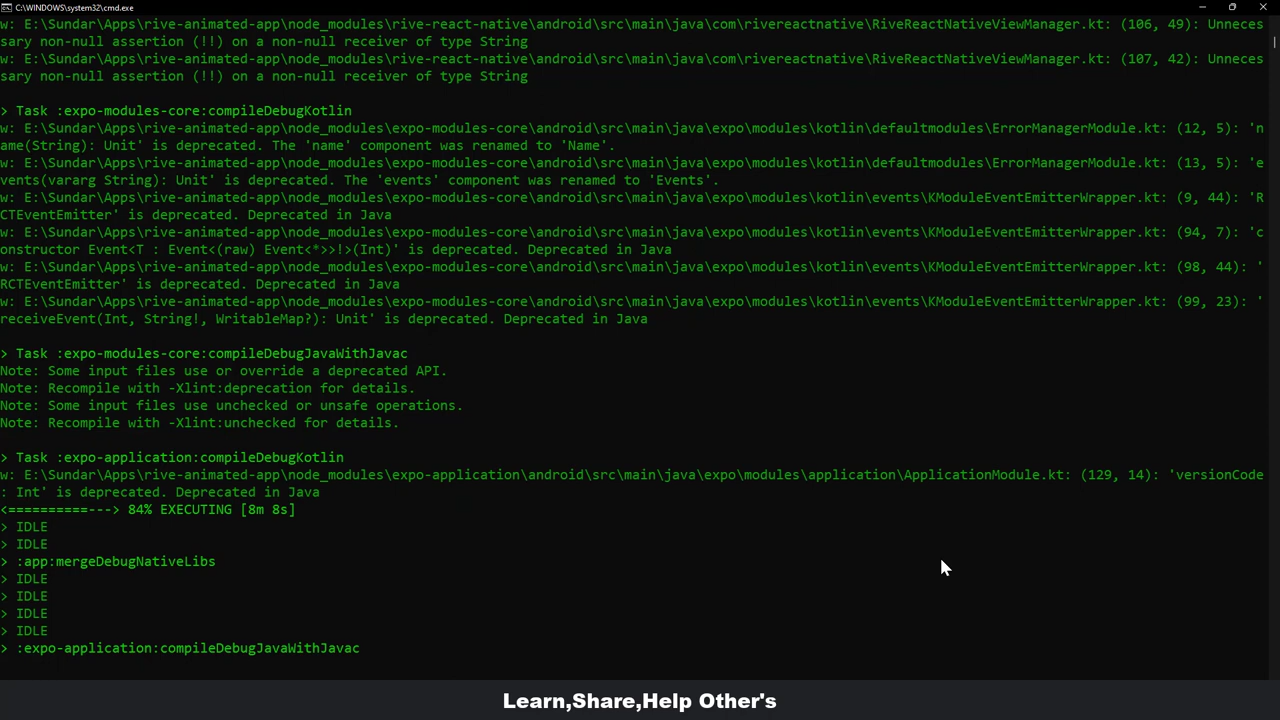 C:\WINDOWS\system32\cmd.exe
w: E:\Sundar\Apps\rive-animated-app\node_modules\rive-react-native\android\src\main\java\com\rivereactnative\RiveReactNativeViewManager.kt: (106, 49): Unneces
sary non-null assertion (!!) on a non-null receiver of type String
w: E:\Sundar\Apps\rive-animated-app\node_modules\rive-react-native\android\src\main\java\com\rivereactnative\RiveReactNativeViewManager.kt: (107, 42): Unneces
sary non-null assertion (!!) on a non-null receiver of type String
> Task :expo-modules-core:compileDebugKotlin
w: E:\Sundar\Apps\rive-animated-app\node_modules\expo-modules-core\android\src\main\java\expo\modules\kotlin\defaultmodules\ErrorManagerModule.kt: (12, 5): 'n
ame(String): Unit' is deprecated. The 'name' component was renamed to 'Name'.
w: E:\Sundar\Apps\rive-animated-app\node_modules\expo-modules-core\android\src\main\java\expo\modules\kotlin\defaultmodules\ErrorManagerModule.kt: (13, 5): 'e
vents(vararg String): Unit' is deprecated. The 'events' component was renamed to 'Events'.
w: E:\Sundar\Apps\rive-animated-app\node_modules\expo-modules-core\android\src\main\java\expo\modules\kotlin\events\KModuleEventEmitterWrapper.kt: (9, 44): 'R
CTEventEmitter' is deprecated. Deprecated in Java
w: E:\Sundar\Apps\rive-animated-app\node_modules\expo-modules-core\android\src\main\java\expo\modules\kotlin\events\KModuleEventEmitterWrapper.kt: (94, 7): 'c
onstructor Event<T : Event<(raw) Event<*>>!>(Int)' is deprecated. Deprecated in Java
w: E:\Sundar\Apps\rive-animated-app\node_modules\expo-modules-core\android\src\main\java\expo\modules\kotlin\events\KModuleEventEmitterWrapper.kt: (98, 44): '
RCTEventEmitter' is deprecated. Deprecated in Java
w: E:\Sundar\Apps\rive-animated-app\node_modules\expo-modules-core\android\src\main\java\expo\modules\kotlin\events\KModuleEventEmitterWrapper.kt: (99, 23): '
receiveEvent(Int, String!, WritableMap?): Unit' is deprecated. Deprecated in Java
> Task :expo-modules-core:compileDebugJavaWithJavac
Note: Some input files use or override a deprecated API.
Note: Recompile with -Xlint:deprecation for details.
Note: Some input files use unchecked or unsafe operations.
Note: Recompile with -Xlint:unchecked for details.
> Task :expo-application:compileDebugKotlin
w: E:\Sundar\Apps\rive-animated-app\node_modules\expo-application\android\src\main\java\expo\modules\application\ApplicationModule.kt: (129, 14): 'versionCode
: Int' is deprecated. Deprecated in Java
<==========---> 84% EXECUTING [8m 8s]
> IDLE
> IDLE
> :app:mergeDebugNativeLibs
> IDLE
> IDLE
> IDLE
> IDLE
> :expo-application:compileDebugJavaWithJavac
Learn,Share,Help Other's